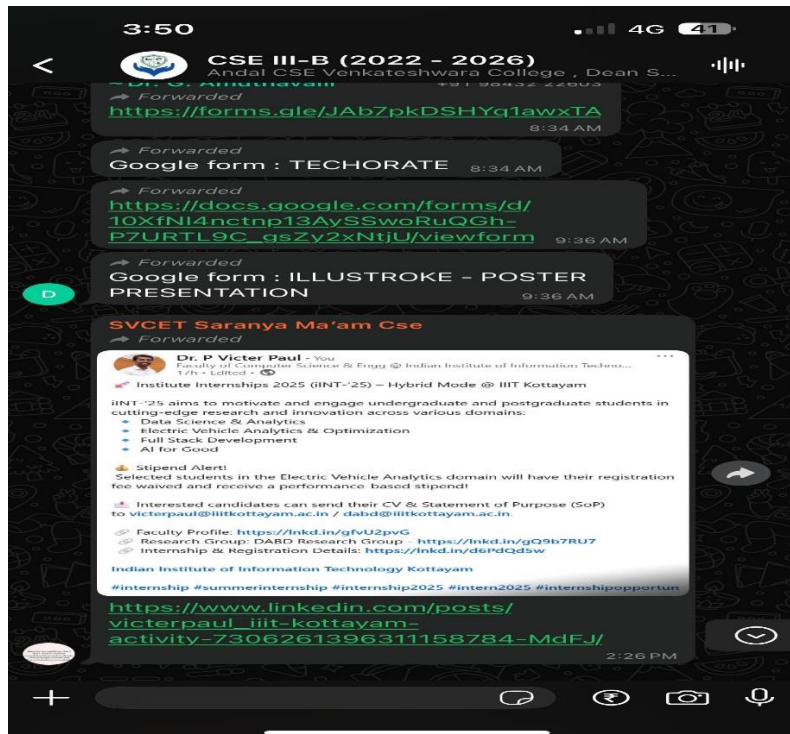 3:50
4G 41
CSE III-B (2022 - 2026)
Andal CSE Venkateshwara College , Dean S...
~Dr. G. Amuthavalli +91 98432 22603
Forwarded
https://forms.gle/JAb7pkDSHYq1awxTA
8:34 AM
Forwarded
Google form : TECHORATE 8:34 AM
Forwarded
https://docs.google.com/forms/d/
10XfNI4nctnp13AySSwoRuQGh-
P7URTL9C_gsZy2xNtjU/viewform 9:36 AM
Forwarded
Google form : ILLUSTROKE - POSTER
PRESENTATION 9:36 AM
D
SVCET Saranya Ma'am Cse
Forwarded
Dr. P Victer Paul - You
Faculty of Computer Science & Engg @ Indian Institute of Information Techno...
17h • Edited •
Institute Internships 2025 (iINT-'25) – Hybrid Mode @ IIIT Kottayam
iINT-'25 aims to motivate and engage undergraduate and postgraduate students in
cutting-edge research and innovation across various domains:
Data Science & Analytics
Electric Vehicle Analytics & Optimization
Full Stack Development
AI for Good
Stipend Alert!
Selected students in the Electric Vehicle Analytics domain will have their registration
fee waived and receive a performance-based stipend!
Interested candidates can send their CV & Statement of Purpose (SoP)
to victerpaul@iiitkottayam.ac.in / dabd@iiitkottayam.ac.in.
Faculty Profile: https://lnkd.in/gfvU2pvG
Research Group: DABD Research Group - https://lnkd.in/gQ9b7RU7
Internship & Registration Details: https://lnkd.in/d6PdQd5w
Indian Institute of Information Technology Kottayam
#internship #summerinternship #internship2025 #intern2025 #internshipopportun
https://www.linkedin.com/posts/
victerpaul_iiit-kottayam-
activity-7306261396311158784-MdFJ/
2:26 PM